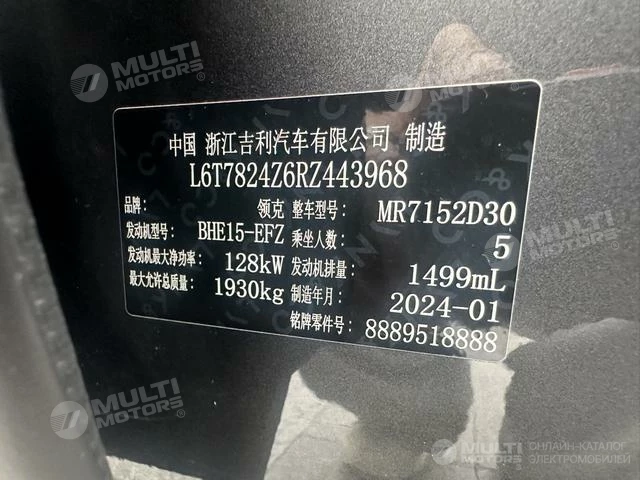 MULTI MOTORS
MULTI MOTORS
中国 浙江吉利汽车有限公司 制造
L6T7824Z6RZ443968
品牌: 领克 整车型号: MR7152D30
发动机型号: BHE15-EFZ 乘坐人数: 5
发动机最大净功率: 128kW 发动机排量: 1499mL
最大允许总质量: 1930kg 制造年月: 2024-01
铭牌零件号: 8889518888
MULTI MOTORS
MULTI MOTORS ОНЛАЙН-КАТАЛОГ ЭЛЕКТРОМОБИЛЕЙ